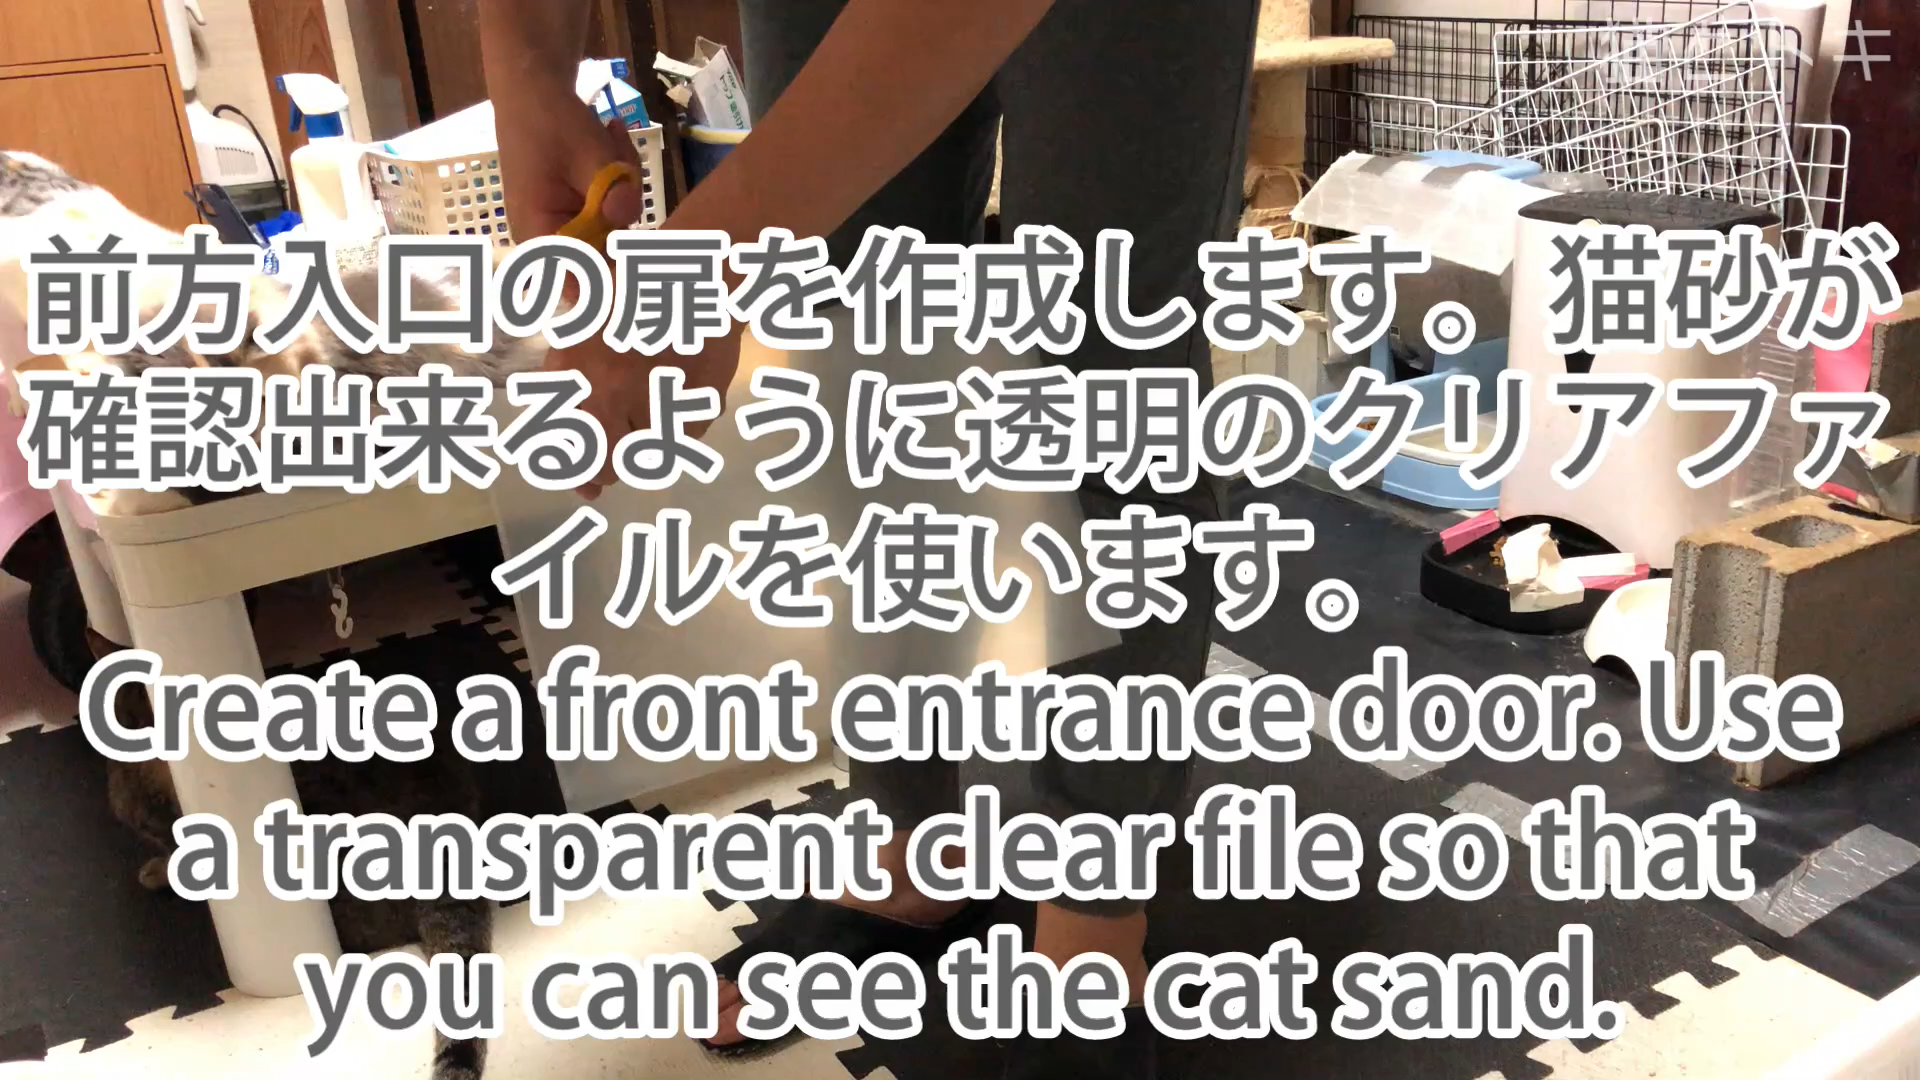 前方入口の扉を作成します。猫砂が
確認出来るように透明のクリアファ
イルを使います。
Create a front entrance door. Use
a transparent clear file so that
you can see the cat sand.